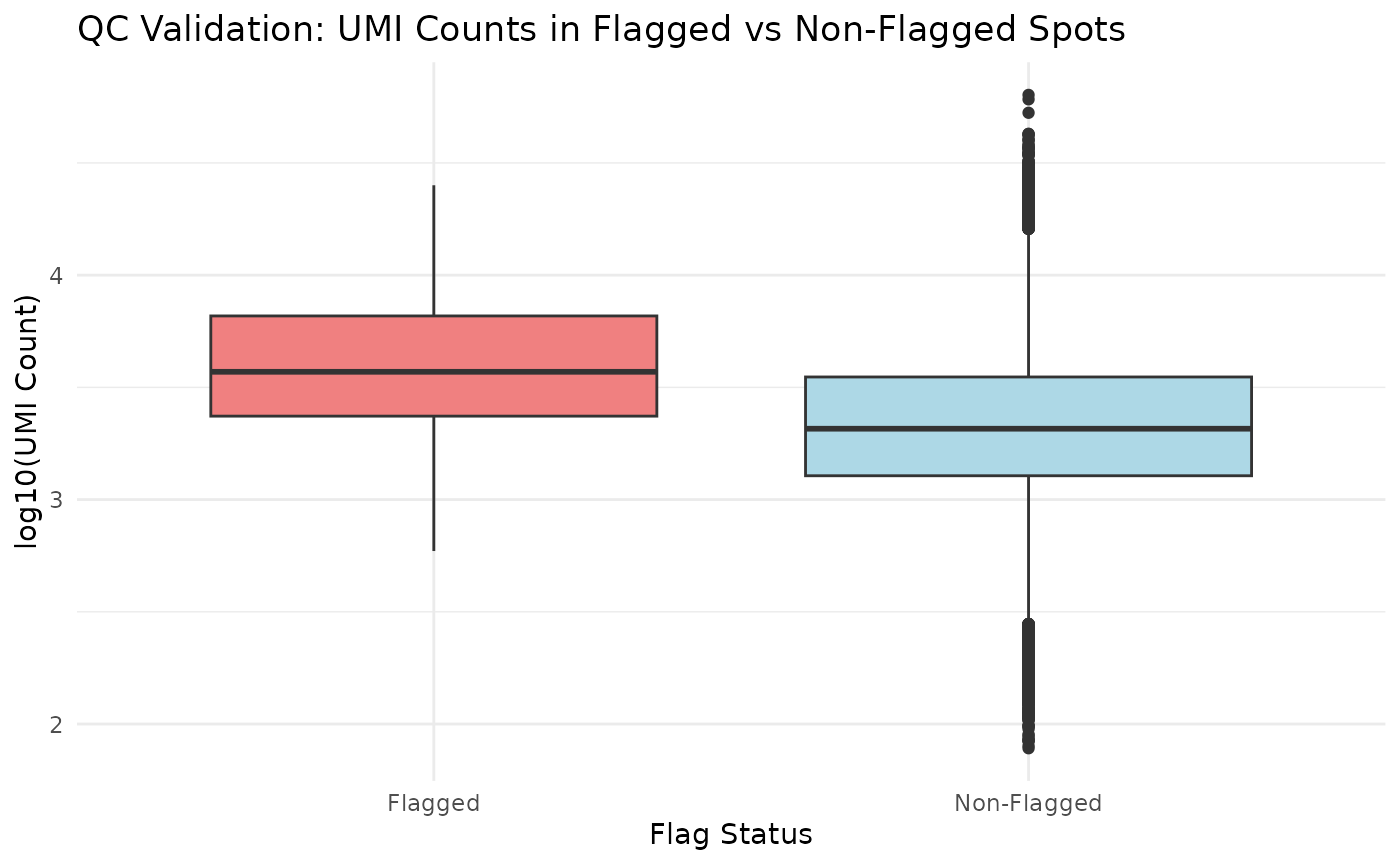 QC Validation: UMI Counts in Flagged vs Non-Flagged Spots
log10(UMI Count)
4
3
2
Flagged
Non-Flagged
Flag Status